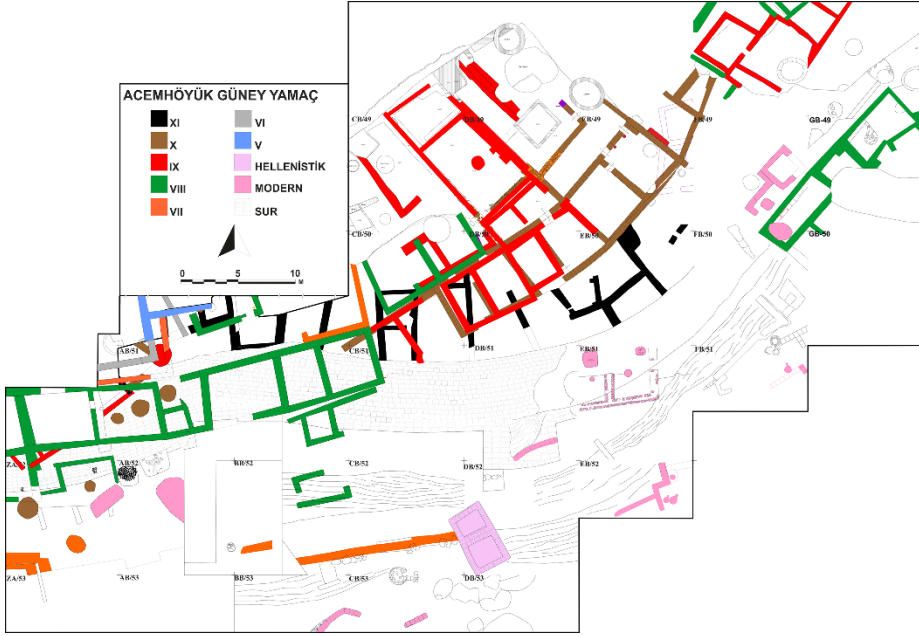 ACEMHÖYÜK GÜNEY YAMAÇ
XI
X
IX
VIII
VII
VI
V
HELLENİSTİK
MODERN
SUR
0 5 10
M
CB/49
DB/49
EB/49
FB/49
GB-49
CB/50
DB/50
EB/50
FB/50
GB-50
AB/51
CB/51
DB/51
EB/51
FB/51
ZA/52
AB/52
BB/52
CB/52
DB/52
EB/52
ZA/53
AB/53
BB/53
CB/53
DB/53